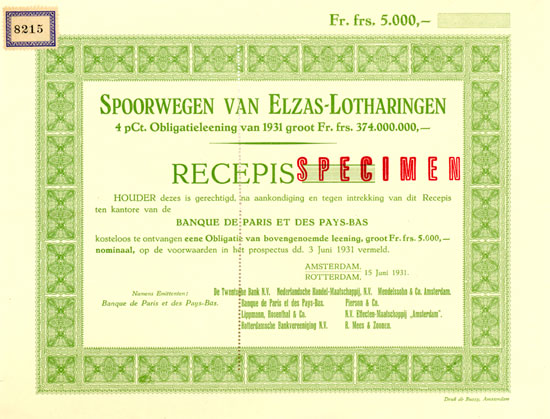 Fr. frs. 5.000,—
8215
SPOORWEGEN VAN ELZAS-LOTHARINGEN
4 pCt. Obligatieleening van 1931 groot Fr. frs. 374.000.000,—
RECEPIS SPECIMEN
HOUDER dezes is gerechtigd, na aankondiging en tegen intrekking van dit Recepis
ten kantore van de
BANQUE DE PARIS ET DES PAYS-BAS
kosteloos te ontvangen eene Obligatie van bovengenoemde leening, groot Fr. frs. 5.000,—
nominaal, op de voorwaarden in het prospectus dd. 3 Juni 1931 vermeld.
AMSTERDAM,
ROTTERDAM, 15 Juni 1931.
Namens Emittenten:
Banque de Paris et des Pays-Bas.
De Twentsche Bank N.V. Nederlandsche Handel-Maatschappij, N.V. Mendelssohn & Co. Amsterdam.
Banque de Paris et des Pays-Bas. Pierson & Co.
Lippmann, Rosenthal & Co. N.V. Effecten-Maatschappij „Amsterdam".
Rotterdamsche Bankvereeniging N.V. R. Mees & Zoonen.
Druk de Bussy, Amsterdam